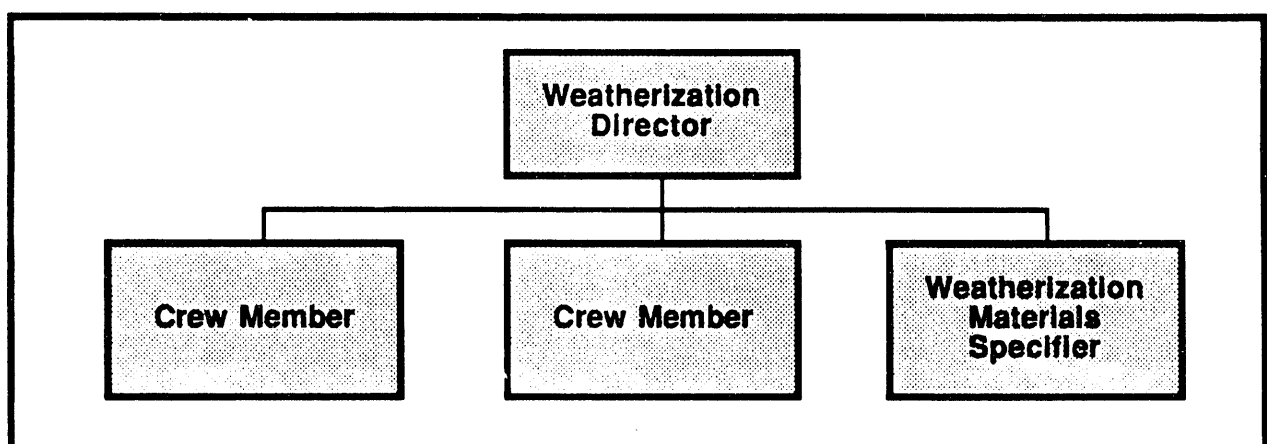 Weatherization
Director
Crew Member
Crew Member
Weatherization
Materials
Specifier